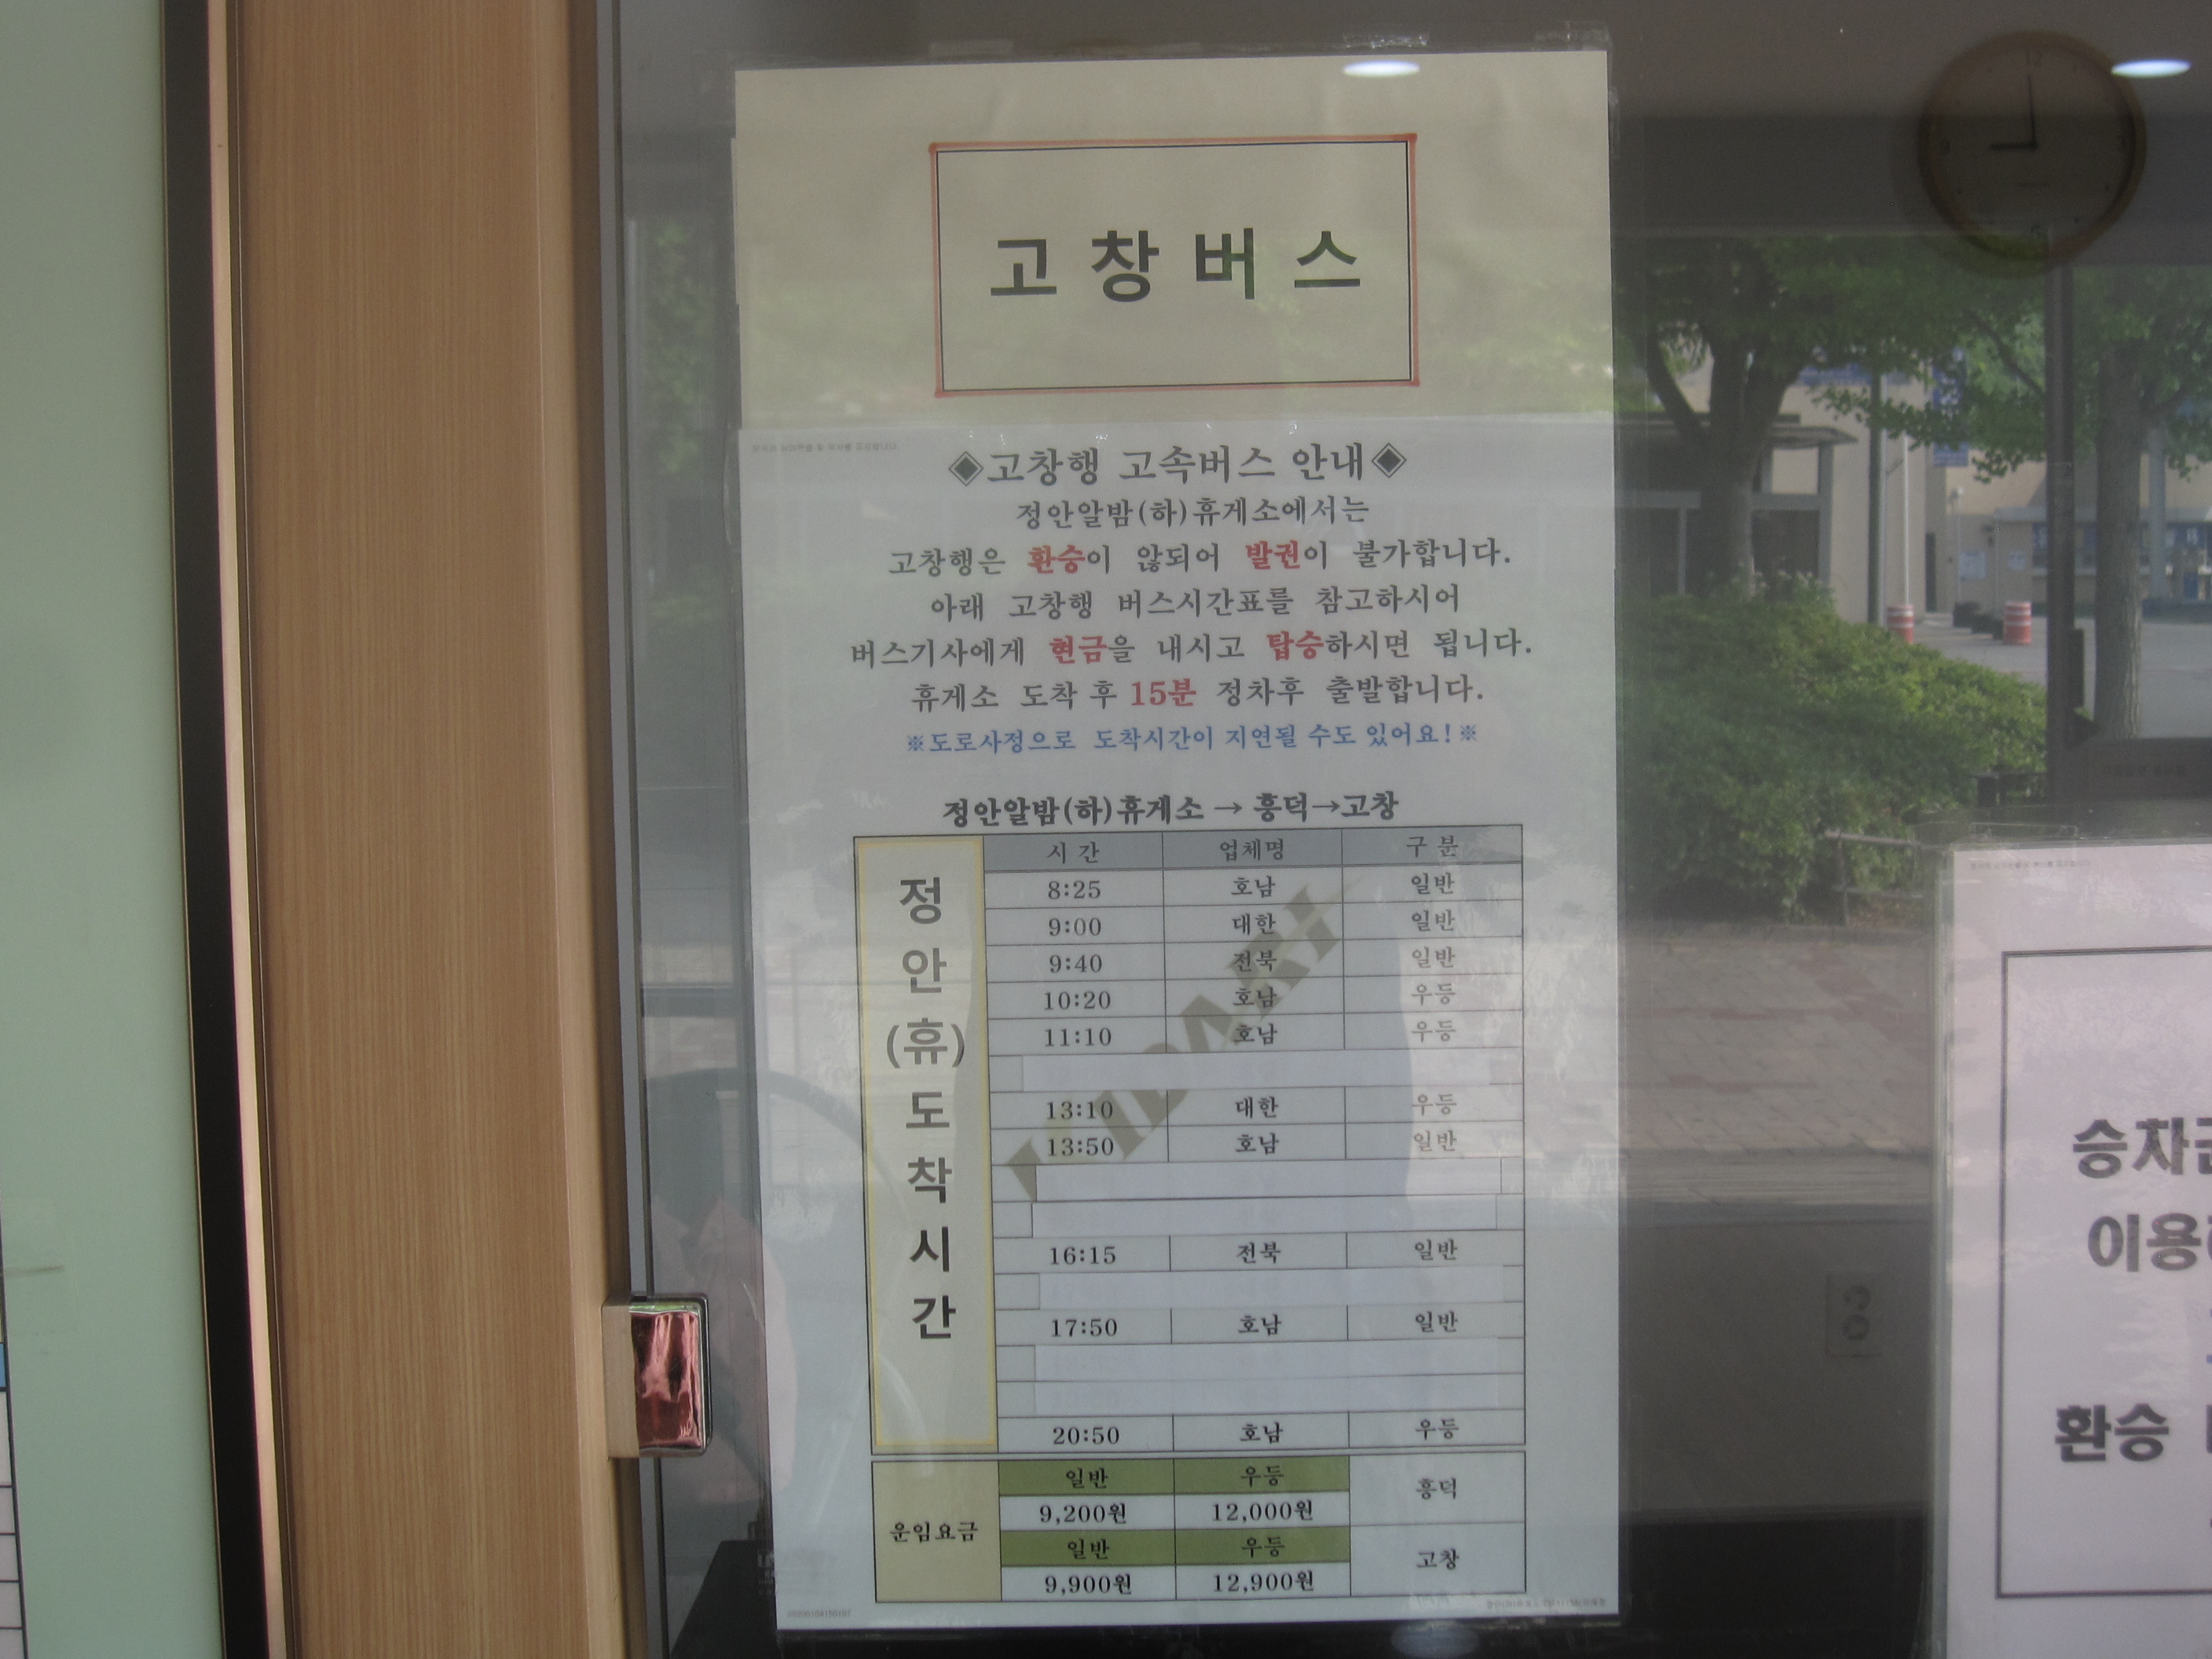 고창버스
◈고창행 고속버스 안내◈
정안알밤(하)휴게소에서는
고창행은 환승이 않되어 발권이 불가합니다.
아래 고창행 버스시간표를 참고하시어
버스기사에게 현금을 내시고 탑승하시면 됩니다.
휴게소 도착 후 15분 정차후 출발합니다.
※도로사정으로 도착시간이 지연될 수도 있어요!※
정안알밤(하)휴게소 → 흥덕→고창
정안(휴)도착시간
시간 업체명 구분
8:25 호남 일반
9:00 대한 일반
9:40 전북 일반
10:20 호남 우등
11:10 호남 우등
13:10 대한 우등
13:50 호남 일반
16:15 전북 일반
17:50 호남 일반
20:50 호남 우등
운임요금
일반 우등 흥덕
9,200원 12,000원
일반 우등 고창
9,900원 12,900원
KIDARI
승차권
이용
환승